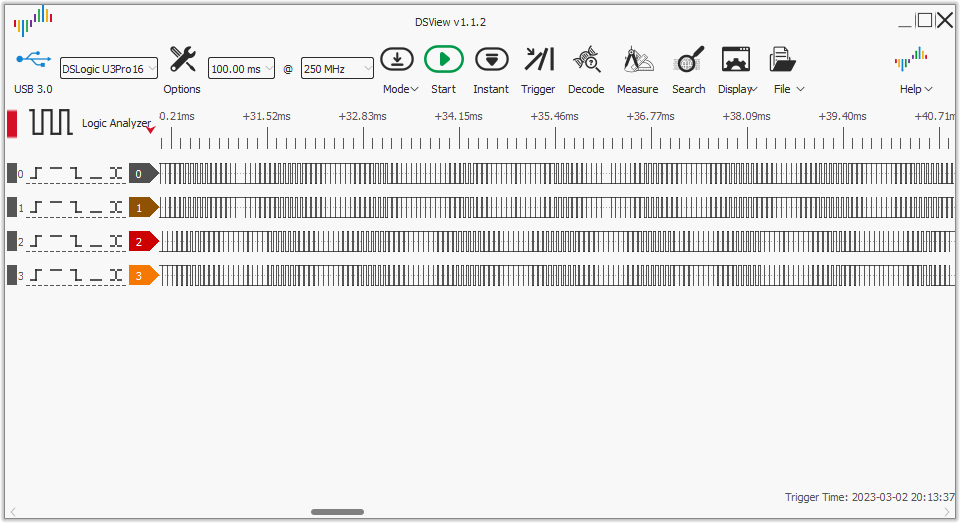 DSView v1.1.2
USB 3.0
DSLogic U3Pro16
Options
100.00 ms
@
250 MHz
Mode
Start
Instant
Trigger
Decode
Measure
Search
Display
File
Help
Logic Analyzer
0.21ms +31.52ms +32.83ms +34.15ms +35.46ms +36.77ms +38.09ms +39.40ms +40.71m
0 0
1 1
2 2
3 3
Trigger Time: 2023-03-02 20:13:37